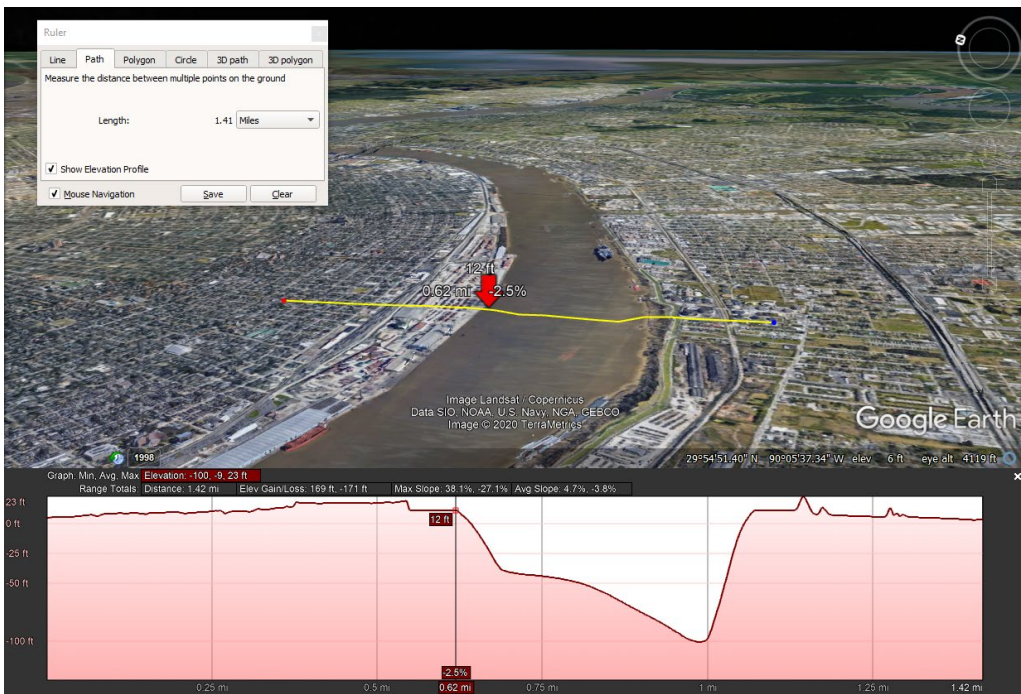 Ruler
Line Path Polygon Circle 3D path 3D polygon
Measure the distance between multiple points on the ground
Length: 1.41 Miles
Show Elevation Profile
Mouse Navigation Save Clear
N
12 ft
0.62 mi -2.5%
Image Landsat / Copernicus
Data SIO, NOAA, U.S. Navy, NGA, GEBCO
Image © 2020 TerraMetrics
Google Earth
1998
29°54'51.40" N 90°05'37.34" W elev 6 ft eye alt 4119 ft
Graph: Min, Avg, Max Elevation: -100, -9, 23 ft
Range Totals: Distance: 1.42 mi Elev Gain/Loss: 169 ft, -171 ft Max Slope: 38.1%, -27.1% Avg Slope: 4.7%, -3.8%
23 ft
0 ft
12 ft
-25 ft
-50 ft
-100 ft
-2.5%
0.25 mi 0.5 mi 0.62 mi 0.75 mi 1 mi 1.25 mi 1.42 mi